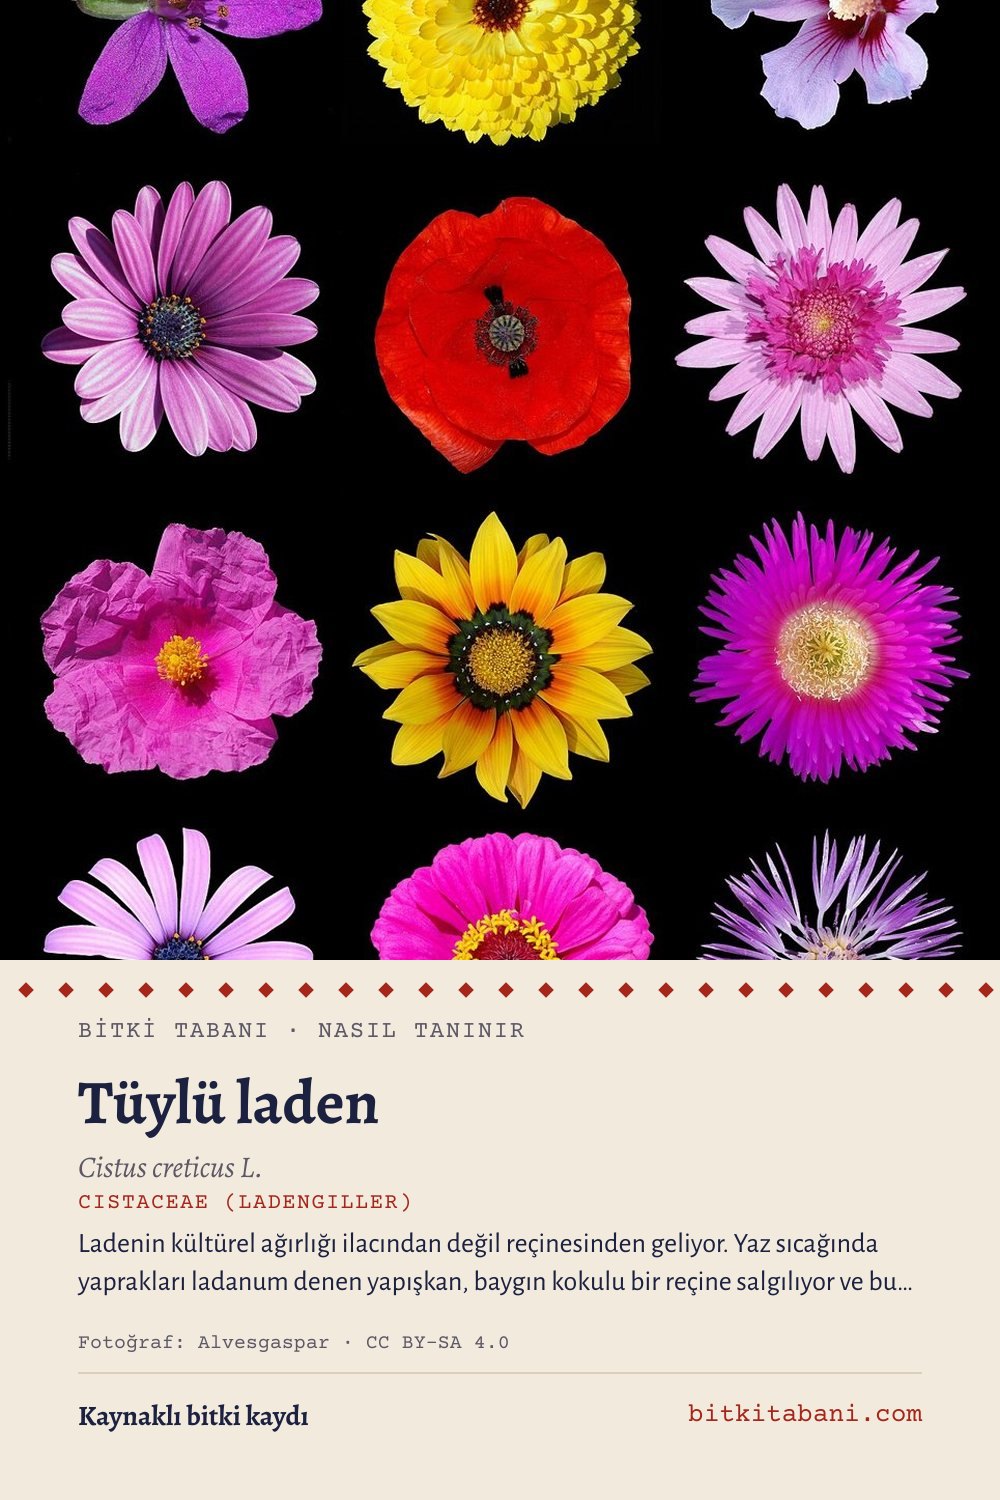 BİTKİ TABANI · NASIL TANINIR
Tüylü laden
Cistus creticus L.
CISTACEAE (LADENGILLER)
Ladenin kültürel ağırlığı ilacından değil reçinesinden geliyor. Yaz sıcağında
yaprakları ladanum denen yapışkan, baygın kokulu bir reçine salgılıyor ve bu…
Fotoğraf: Alvesgaspar · CC BY-SA 4.0
Kaynaklı bitki kaydı
bitkitabani.com